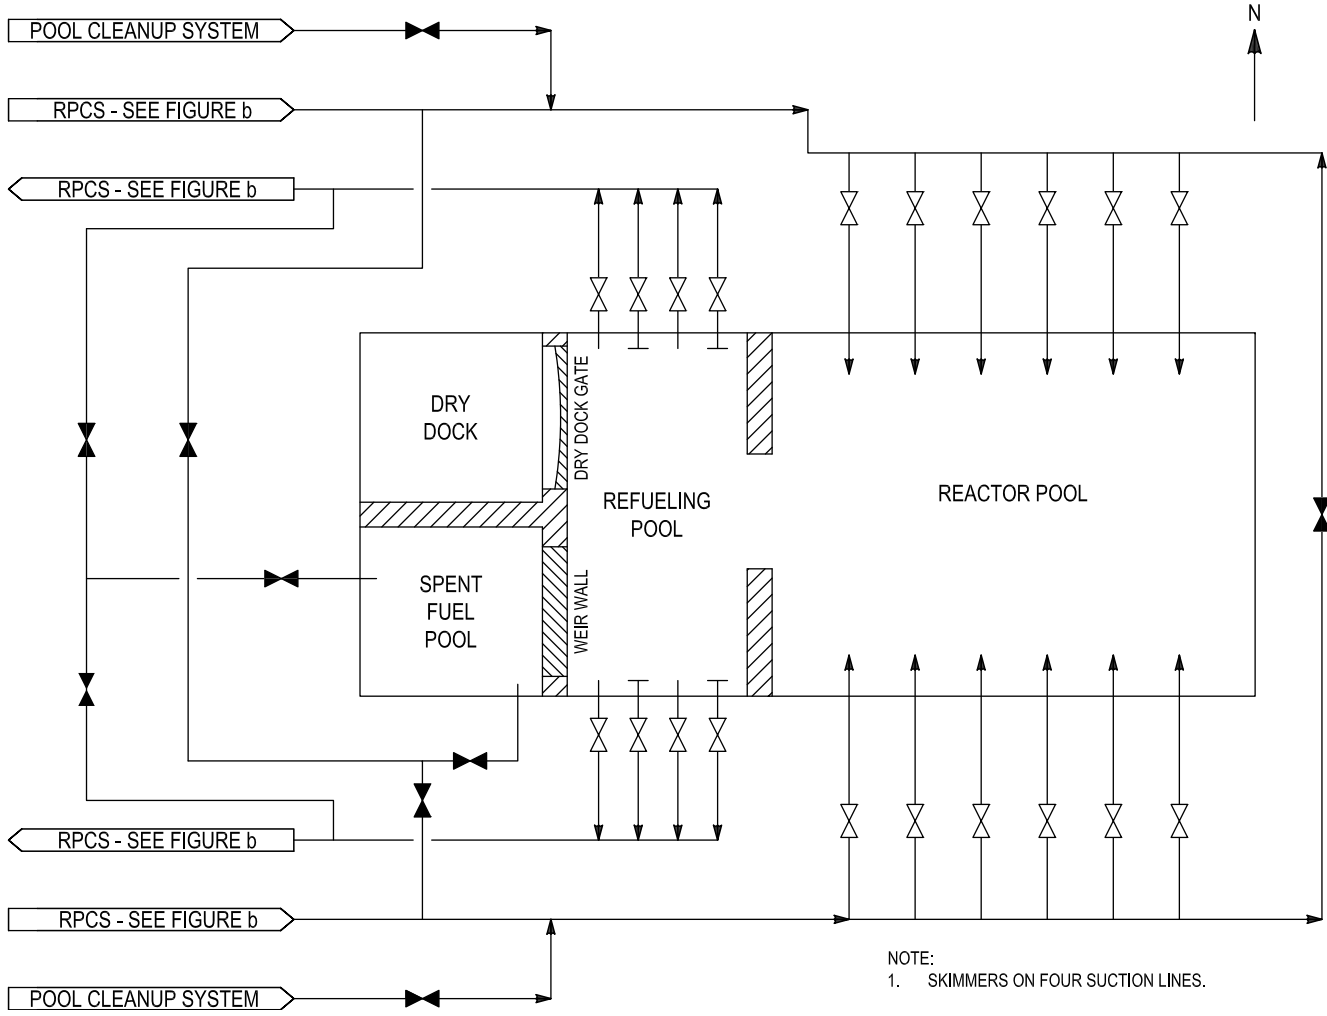 POOL CLEANUP SYSTEM
N
RPCS - SEE FIGURE b
RPCS - SEE FIGURE b
DRY
DOCK
DRY DOCK GATE
REFUELING
POOL
REACTOR POOL
SPENT
FUEL
POOL
WEIR WALL
RPCS - SEE FIGURE b
RPCS - SEE FIGURE b
POOL CLEANUP SYSTEM
NOTE:
1. SKIMMERS ON FOUR SUCTION LINES.